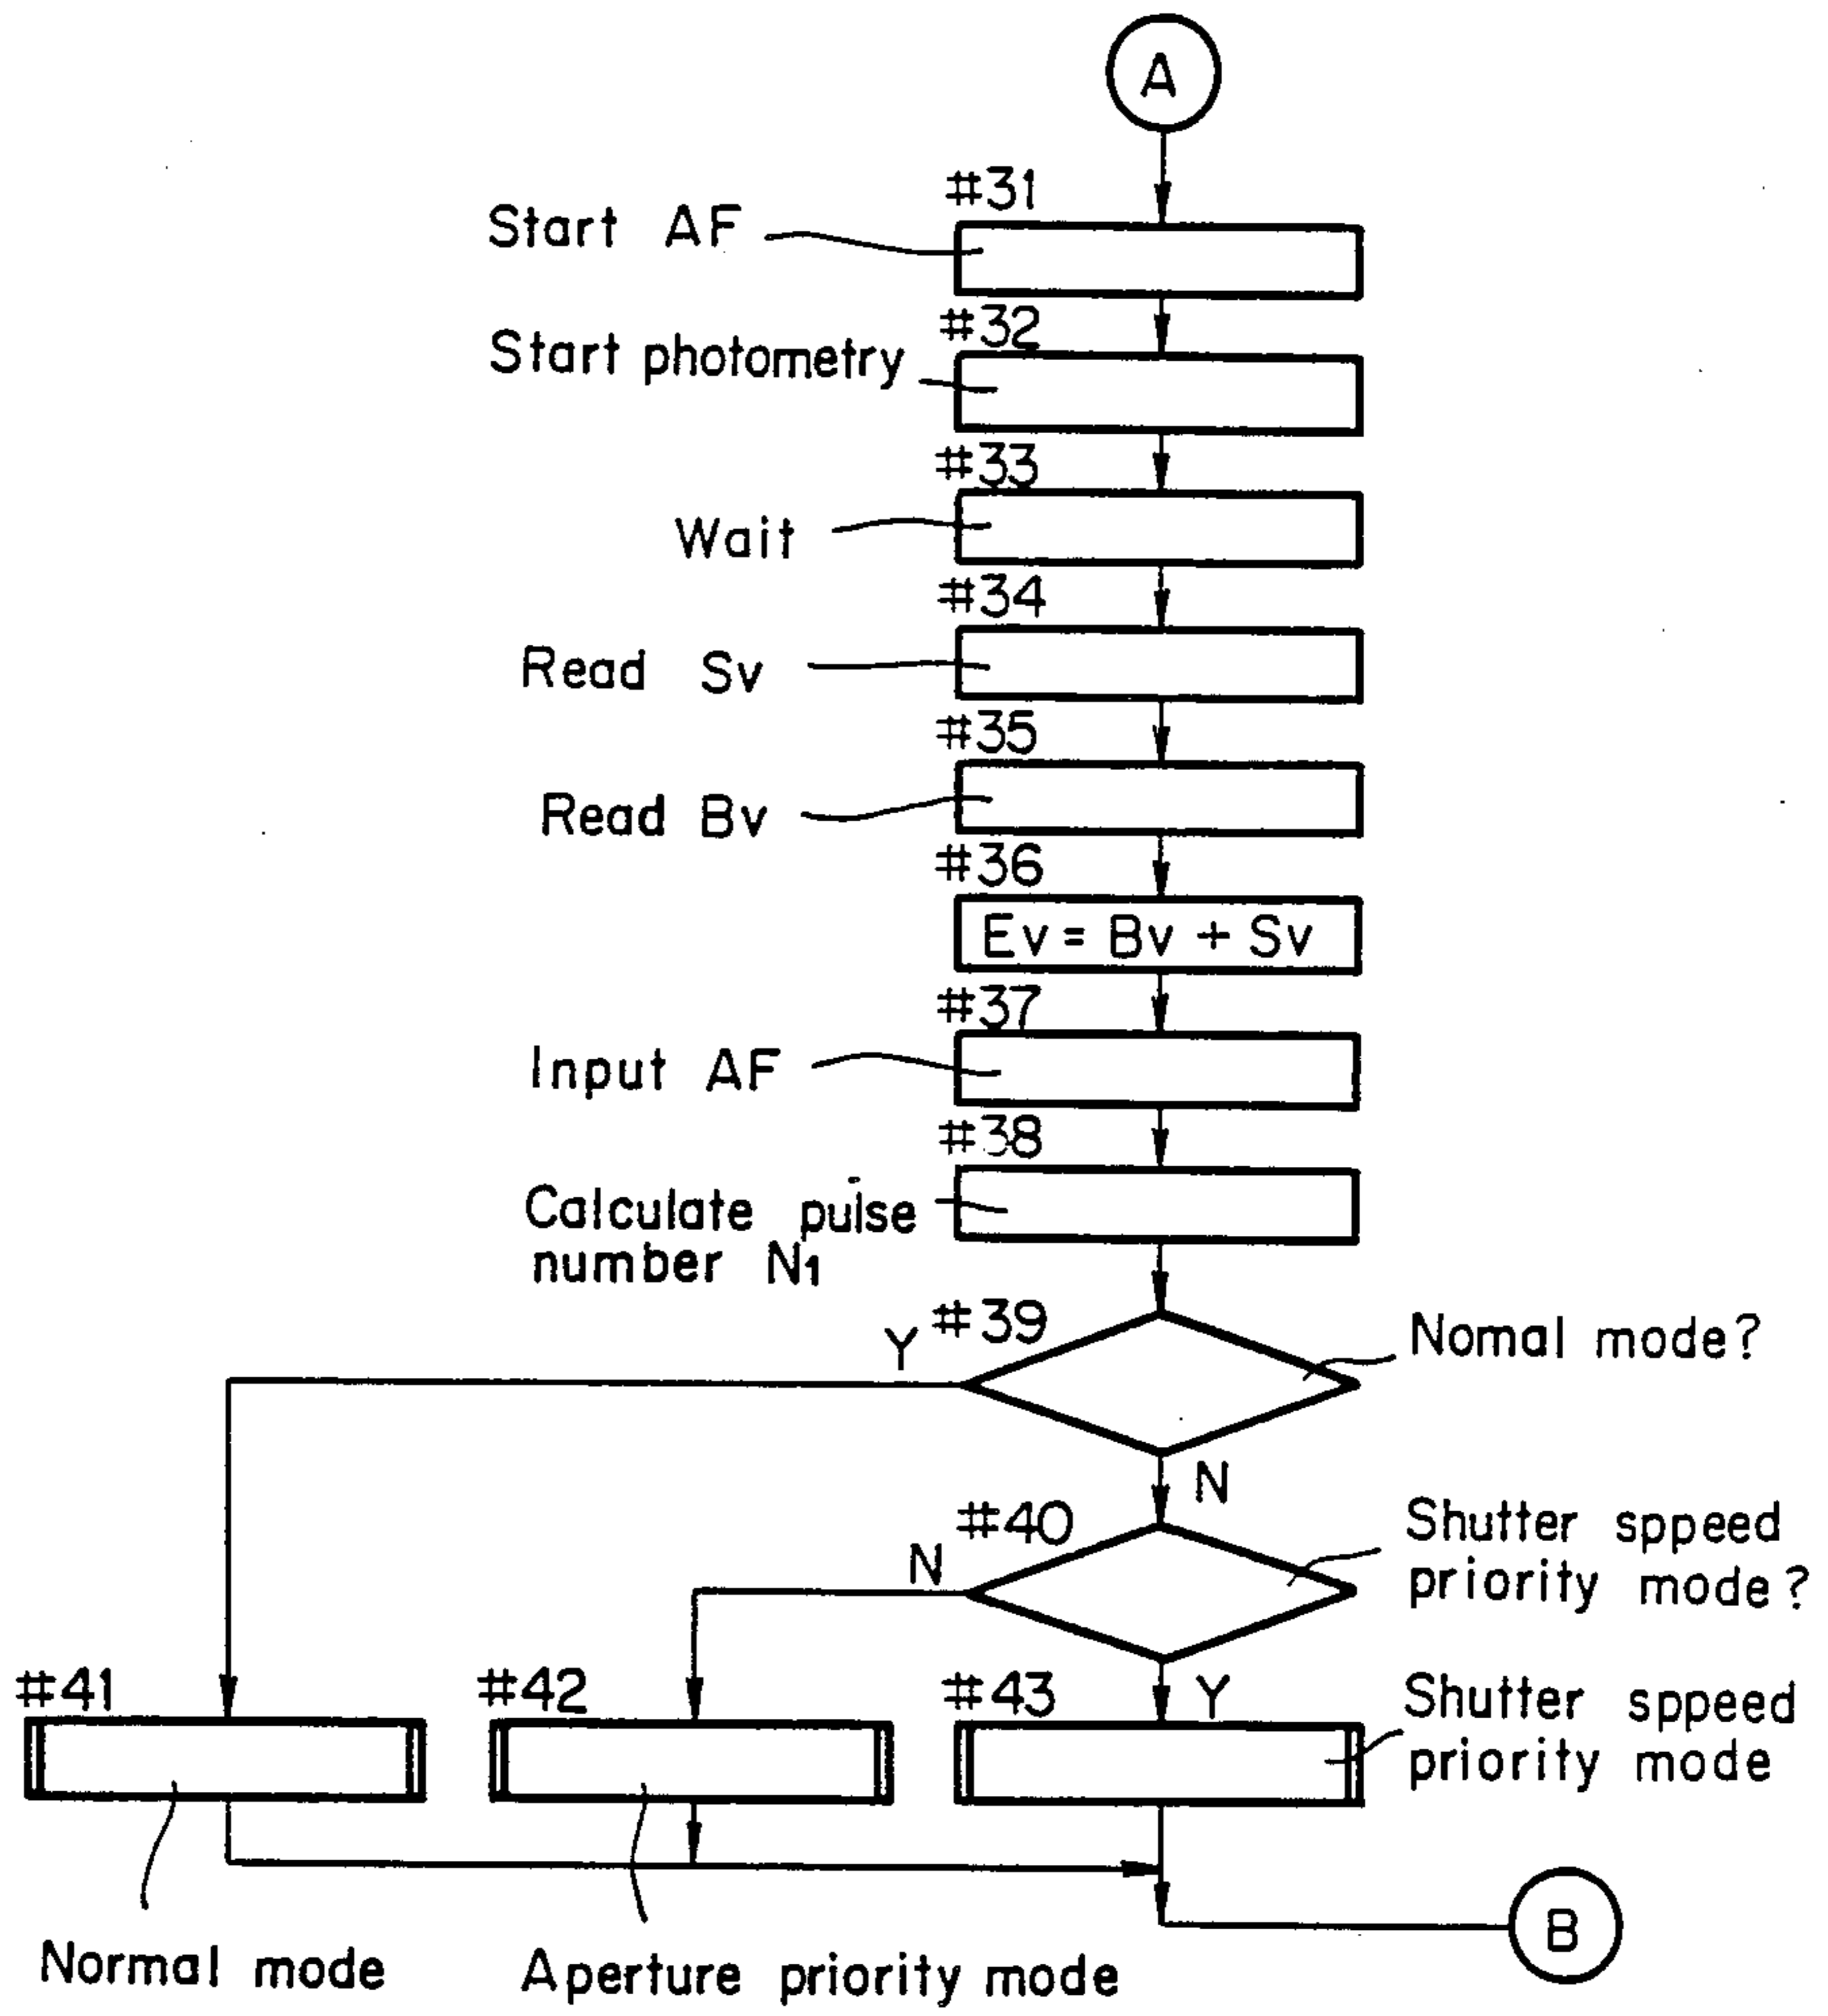 A
#31
Start AF
#32
Start photometry
#33
Wait
#34
Read Sv
#35
Read Bv
#36
Ev = Bv + Sv
#37
Input AF
#38
Calculate pulse
number N1
#39
Y
Nomal mode?
N
#40
Shutter sppeed
priority mode?
N
Y
#41
#42
#43
Shutter sppeed
priority mode
B
Normal mode
Aperture priority mode